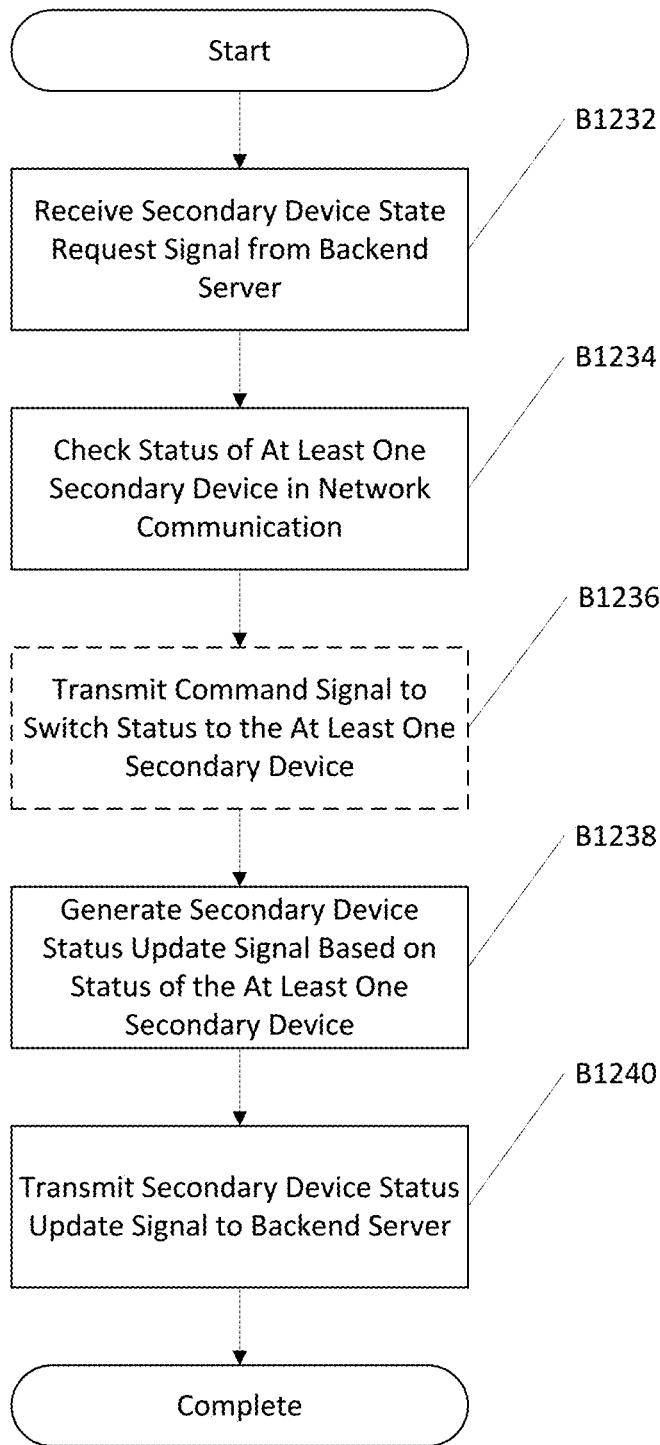 Start
B1232
Receive Secondary Device State
Request Signal from Backend
Server
B1234
Check Status of At Least One
Secondary Device in Network
Communication
B1236
Transmit Command Signal to
Switch Status to the At Least One
Secondary Device
B1238
Generate Secondary Device
Status Update Signal Based on
Status of the At Least One
Secondary Device
B1240
Transmit Secondary Device Status
Update Signal to Backend Server
Complete